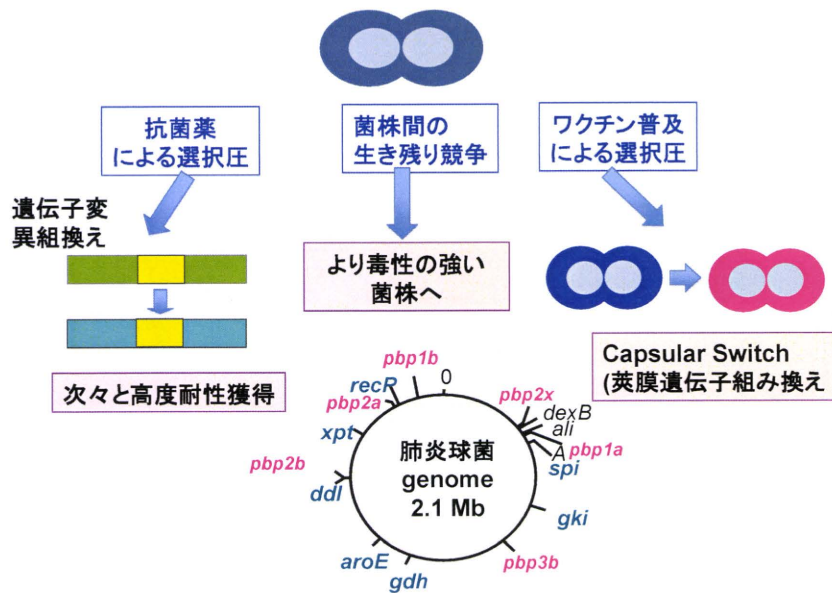 抗菌薬
による選択圧
菌株間の
生き残り競争
ワクチン普及
による選択圧
遺伝子変
異組換え
より毒性の強い
菌株へ
次々と高度耐性獲得
Capsular Switch
(莢膜遺伝子組み換え
肺炎球菌
genome
2.1 Mb
0
pbp2x
dexB
ali
A
pbp1a
spi
gki
pbp3b
gdh
aroE
ddl
pbp2b
xpt
pbp2a
recR
pbp1b